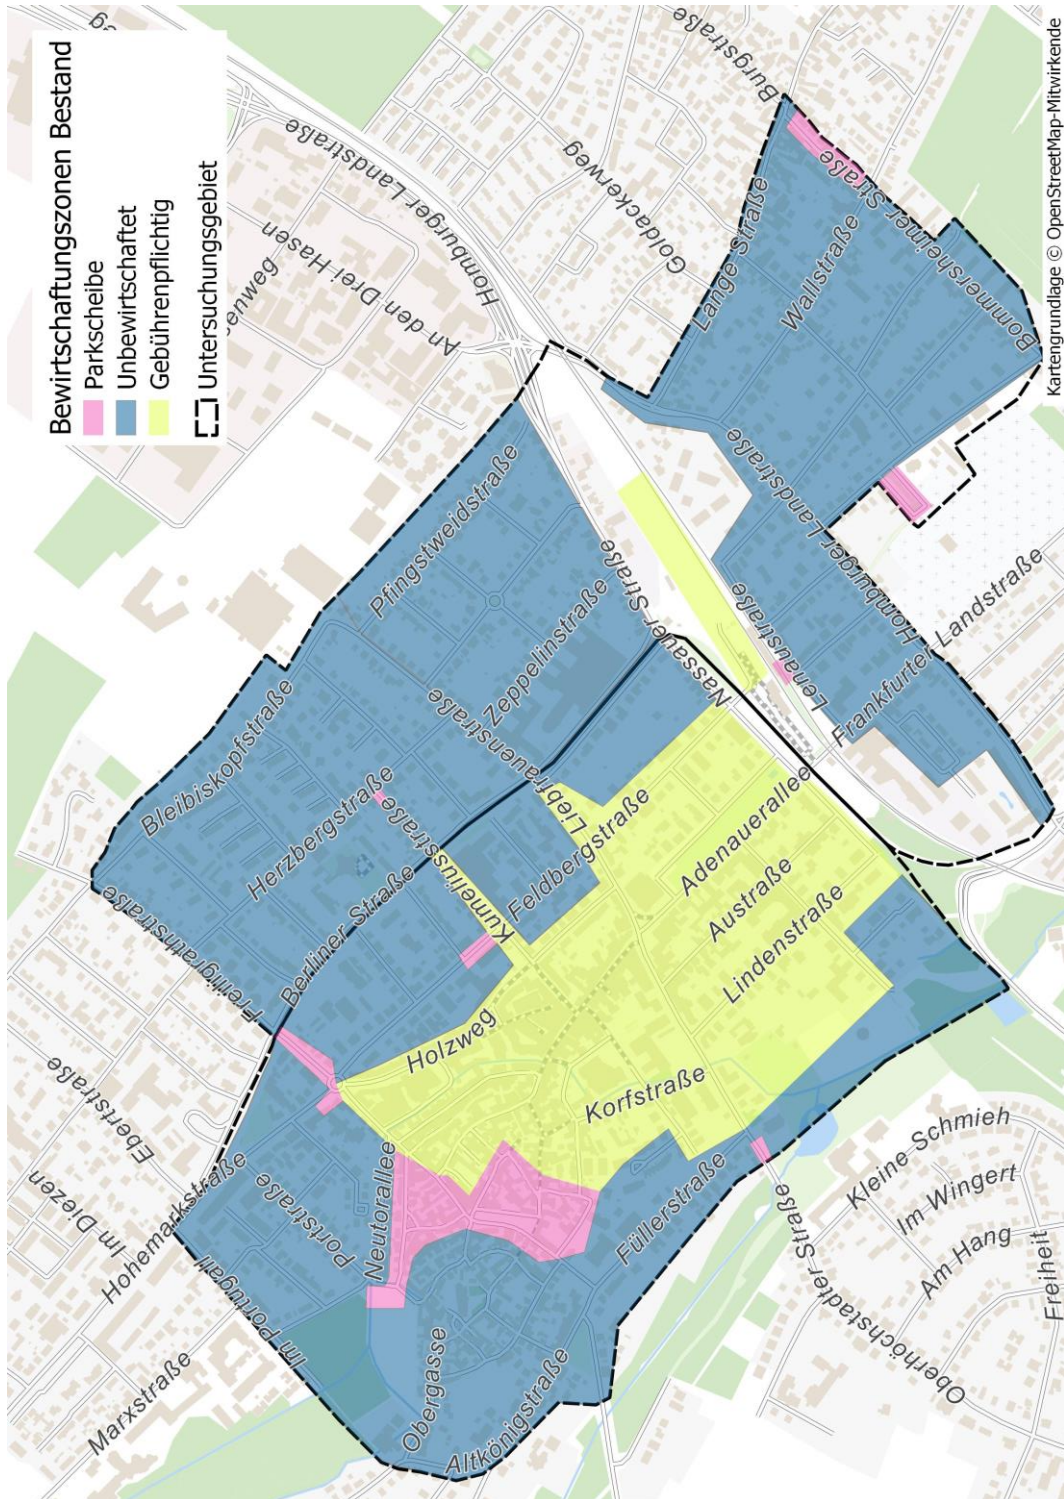 Bewirtschaftungszonen Bestand
Parkscheibe
Unbewirtschaftet
Gebührenpflichtig
Untersuchungsgebiet
Marxstraße
Im Diezen
Ebertstraße
Hohemarkstraße
Im Portugall
Portstraße
Neutorallee
Obergasse
Altkönigstraße
Freiligrathstraße
Bleibiskopfstraße
Herzbergstraße
Berliner Straße
Kumeliusstraße
Holzweg
Feldbergstraße
Liebfrauenstraße
Zeppelinstraße
Pfingstweidstraße
Nassauer Straße
Korfstraße
Füllerstraße
Adenauerallee
Austraße
Lindenstraße
Oberhöchstadter Straße
Kleine Schmieh
Im Wingert
Am Hang
Freiheit
An den Drei Hasen
Homburger Landstraße
Goldackerweg
Burgstraße
Lange Straße
Wallstraße
Bommersheimer Straße
Homburger Landstraße
Lenaustraße
Frankfurter Landstraße
Kartengrundlage © OpenStreetMap-Mitwirkende